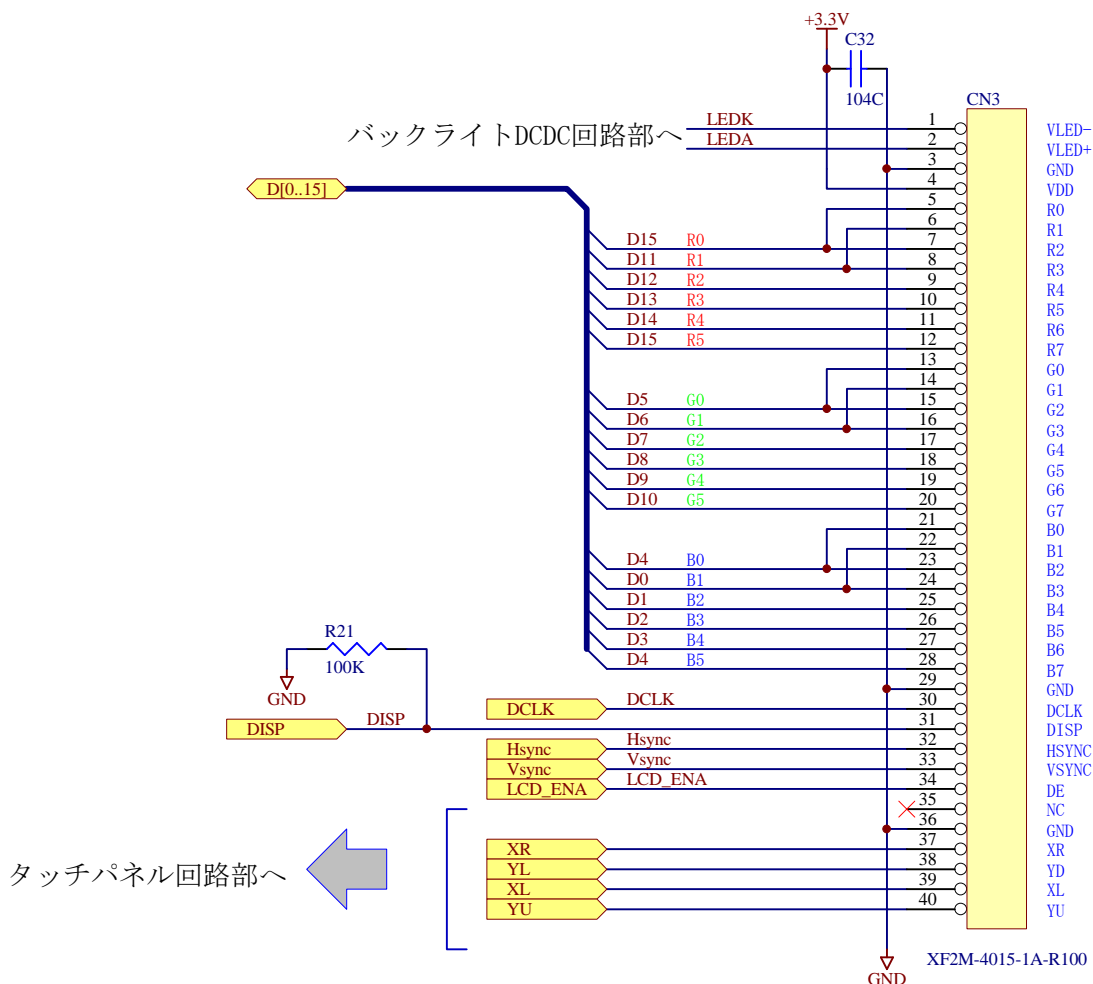 +3.3V
C32
104C
CN3
バックライトDCDC回路部へ
LEDK 1 VLED-
LEDA 2 VLED+
3 GND
D[0..15] 4 VDD
5 R0
6 R1
D15 R0 7 R2
D11 R1 8 R3
D12 R2 9 R4
D13 R3 10 R5
D14 R4 11 R6
D15 R5 12 R7
13 G0
14 G1
D5 G0 15 G2
D6 G1 16 G3
D7 G2 17 G4
D8 G3 18 G5
D9 G4 19 G6
D10 G5 20 G7
21 B0
22 B1
D4 B0 23 B2
D0 B1 24 B3
D1 B2 25 B4
D2 B3 26 B5
D3 B4 27 B6
D4 B5 28 B7
R21
100K
GND
29 GND
DCLK DCLK 30 DCLK
DISP DISP 31 DISP
Hsync Hsync 32 HSYNC
Vsync Vsync 33 VSYNC
LCD_ENA LCD_ENA 34 DE
35 NC
36 GND
タッチパネル回路部へ
XR 37 XR
YL 38 YD
XL 39 XL
YU 40 YU
XF2M-4015-1A-R100
GND